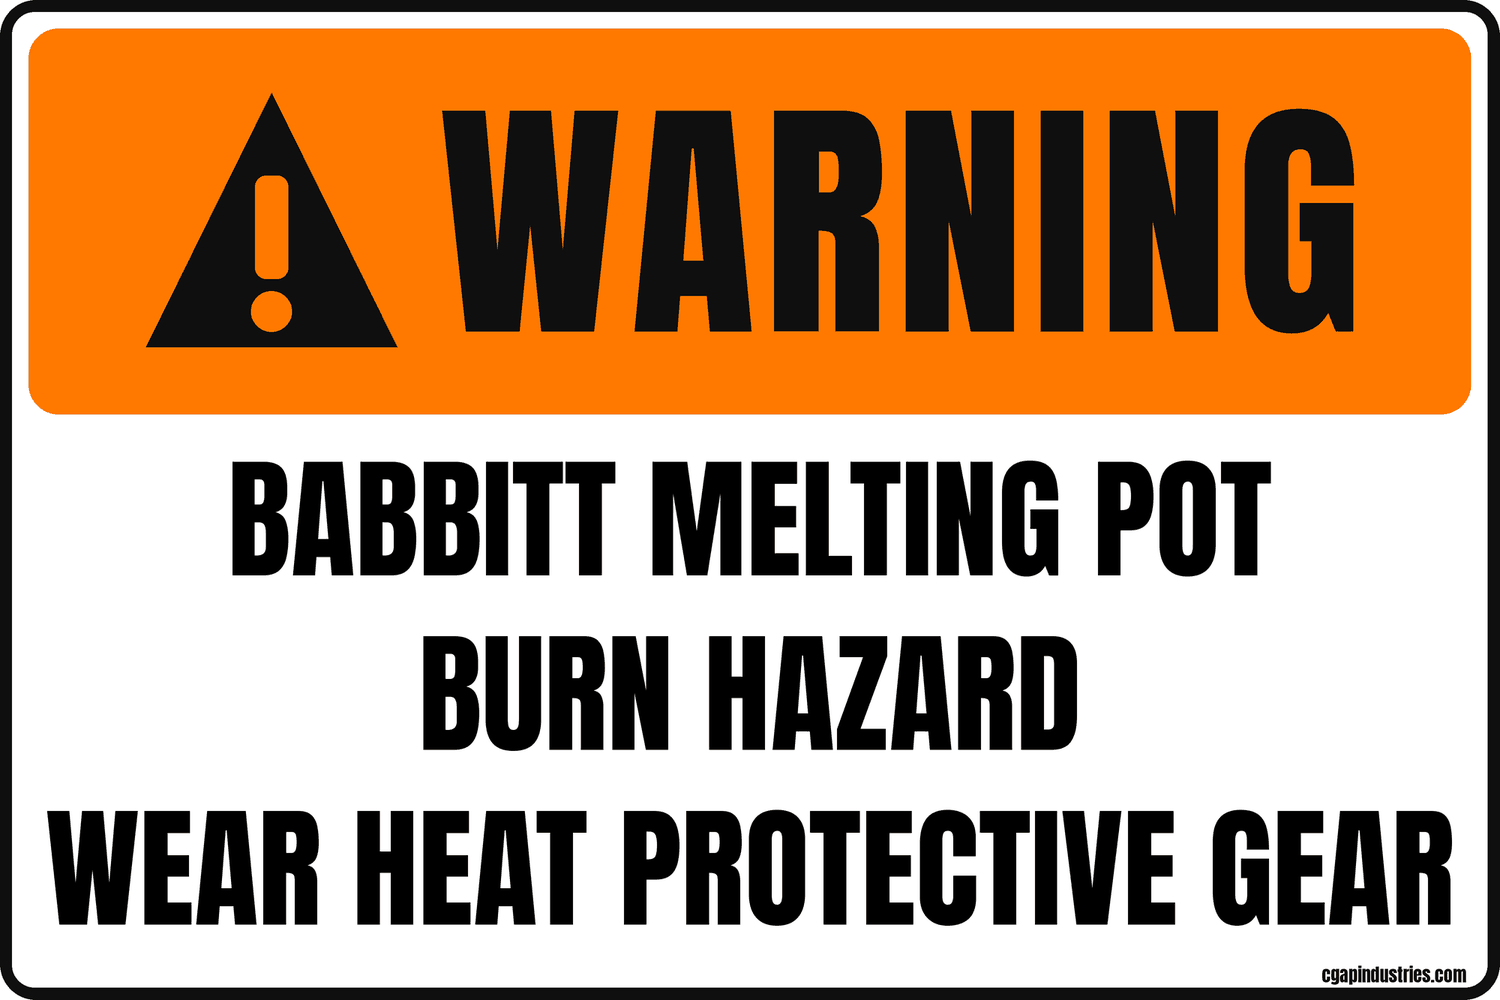 WARNING
BABBITT MELTING POT
BURN HAZARD
WEAR HEAT PROTECTIVE GEAR
cgapindustries.com